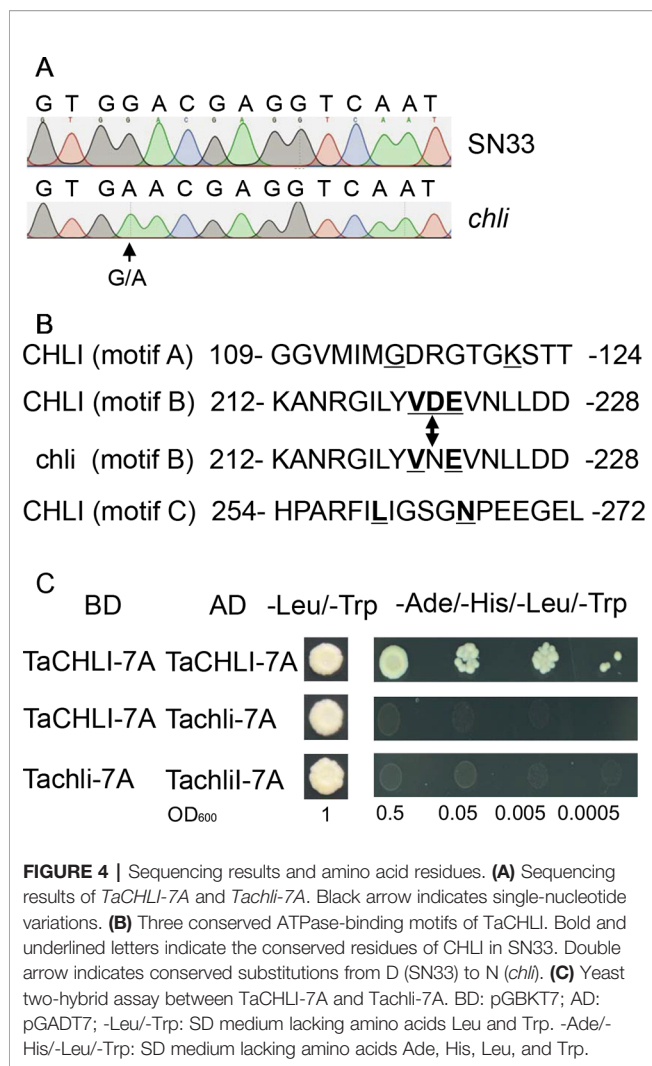 A
G T G G A C G A G G T C A A T
G T G G A C G A G G T C A A T
SN33
G T G A A C G A G G T C A A T
chli
G/A
B
CHLI (motif A) 109- GGVMIMGDRGTGKSTT -124
CHLI (motif B) 212- KANRGILYVDEVNLLDD -228
chli (motif B) 212- KANRGILYVNEVNLLDD -228
CHLI (motif C) 254- HPARFILIGSGNPEEGEL -272
C
BD AD -Leu/-Trp -Ade/-His/-Leu/-Trp
TaCHLI-7A TaCHLI-7A
TaCHLI-7A Tachli-7A
Tachli-7A Tachlil-7A
OD600 1 0.5 0.05 0.005 0.0005
FIGURE 4 | Sequencing results and amino acid residues. (A) Sequencing
results of TaCHLI-7A and Tachli-7A. Black arrow indicates single-nucleotide
variations. (B) Three conserved ATPase-binding motifs of TaCHLI. Bold and
underlined letters indicate the conserved residues of CHLI in SN33. Double
arrow indicates conserved substitutions from D (SN33) to N (chli). (C) Yeast
two-hybrid assay between TaCHLI-7A and Tachli-7A. BD: pGBKT7; AD:
pGADT7; -Leu/-Trp: SD medium lacking amino acids Leu and Trp. -Ade/-
His/-Leu/-Trp: SD medium lacking amino acids Ade, His, Leu, and Trp.